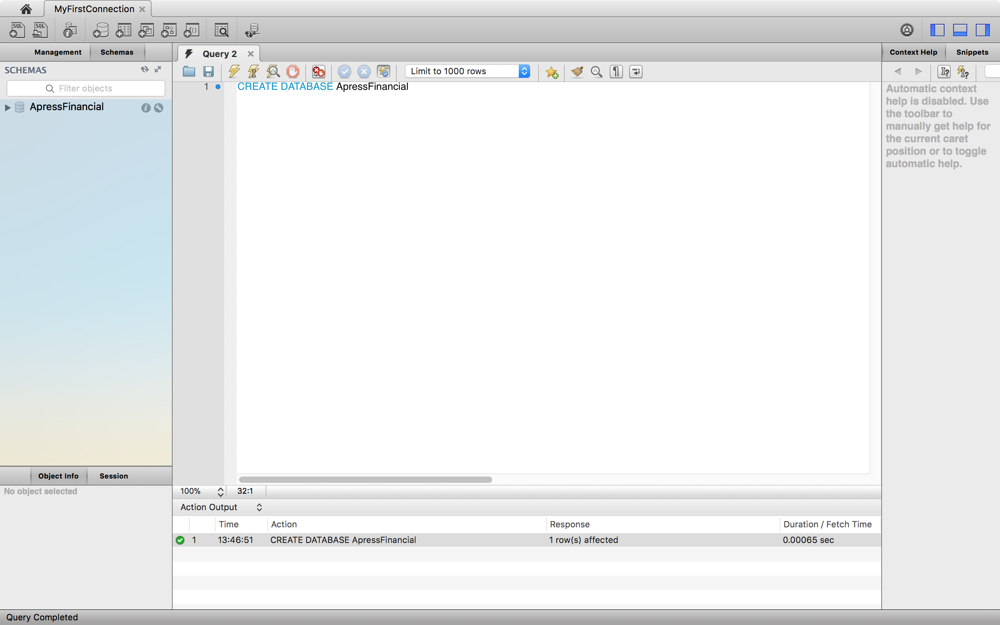 MyFirstConnection
SQL SQL f()
Management Schemas
SCHEMAS
Filter objects
ApressFinancial
Query 2
Limit to 1000 rows
1 CREATE DATABASE ApressFinancial
Context Help Snippets
Automatic context
help is disabled. Use
the toolbar to
manually get help for
the current caret
position or to toggle
automatic help.
Object Info Session
No object selected
100% 32:1
Action Output
Time Action Response Duration / Fetch Time
1 13:46:51 CREATE DATABASE ApressFinancial 1 row(s) affected 0.00065 sec
Query Completed